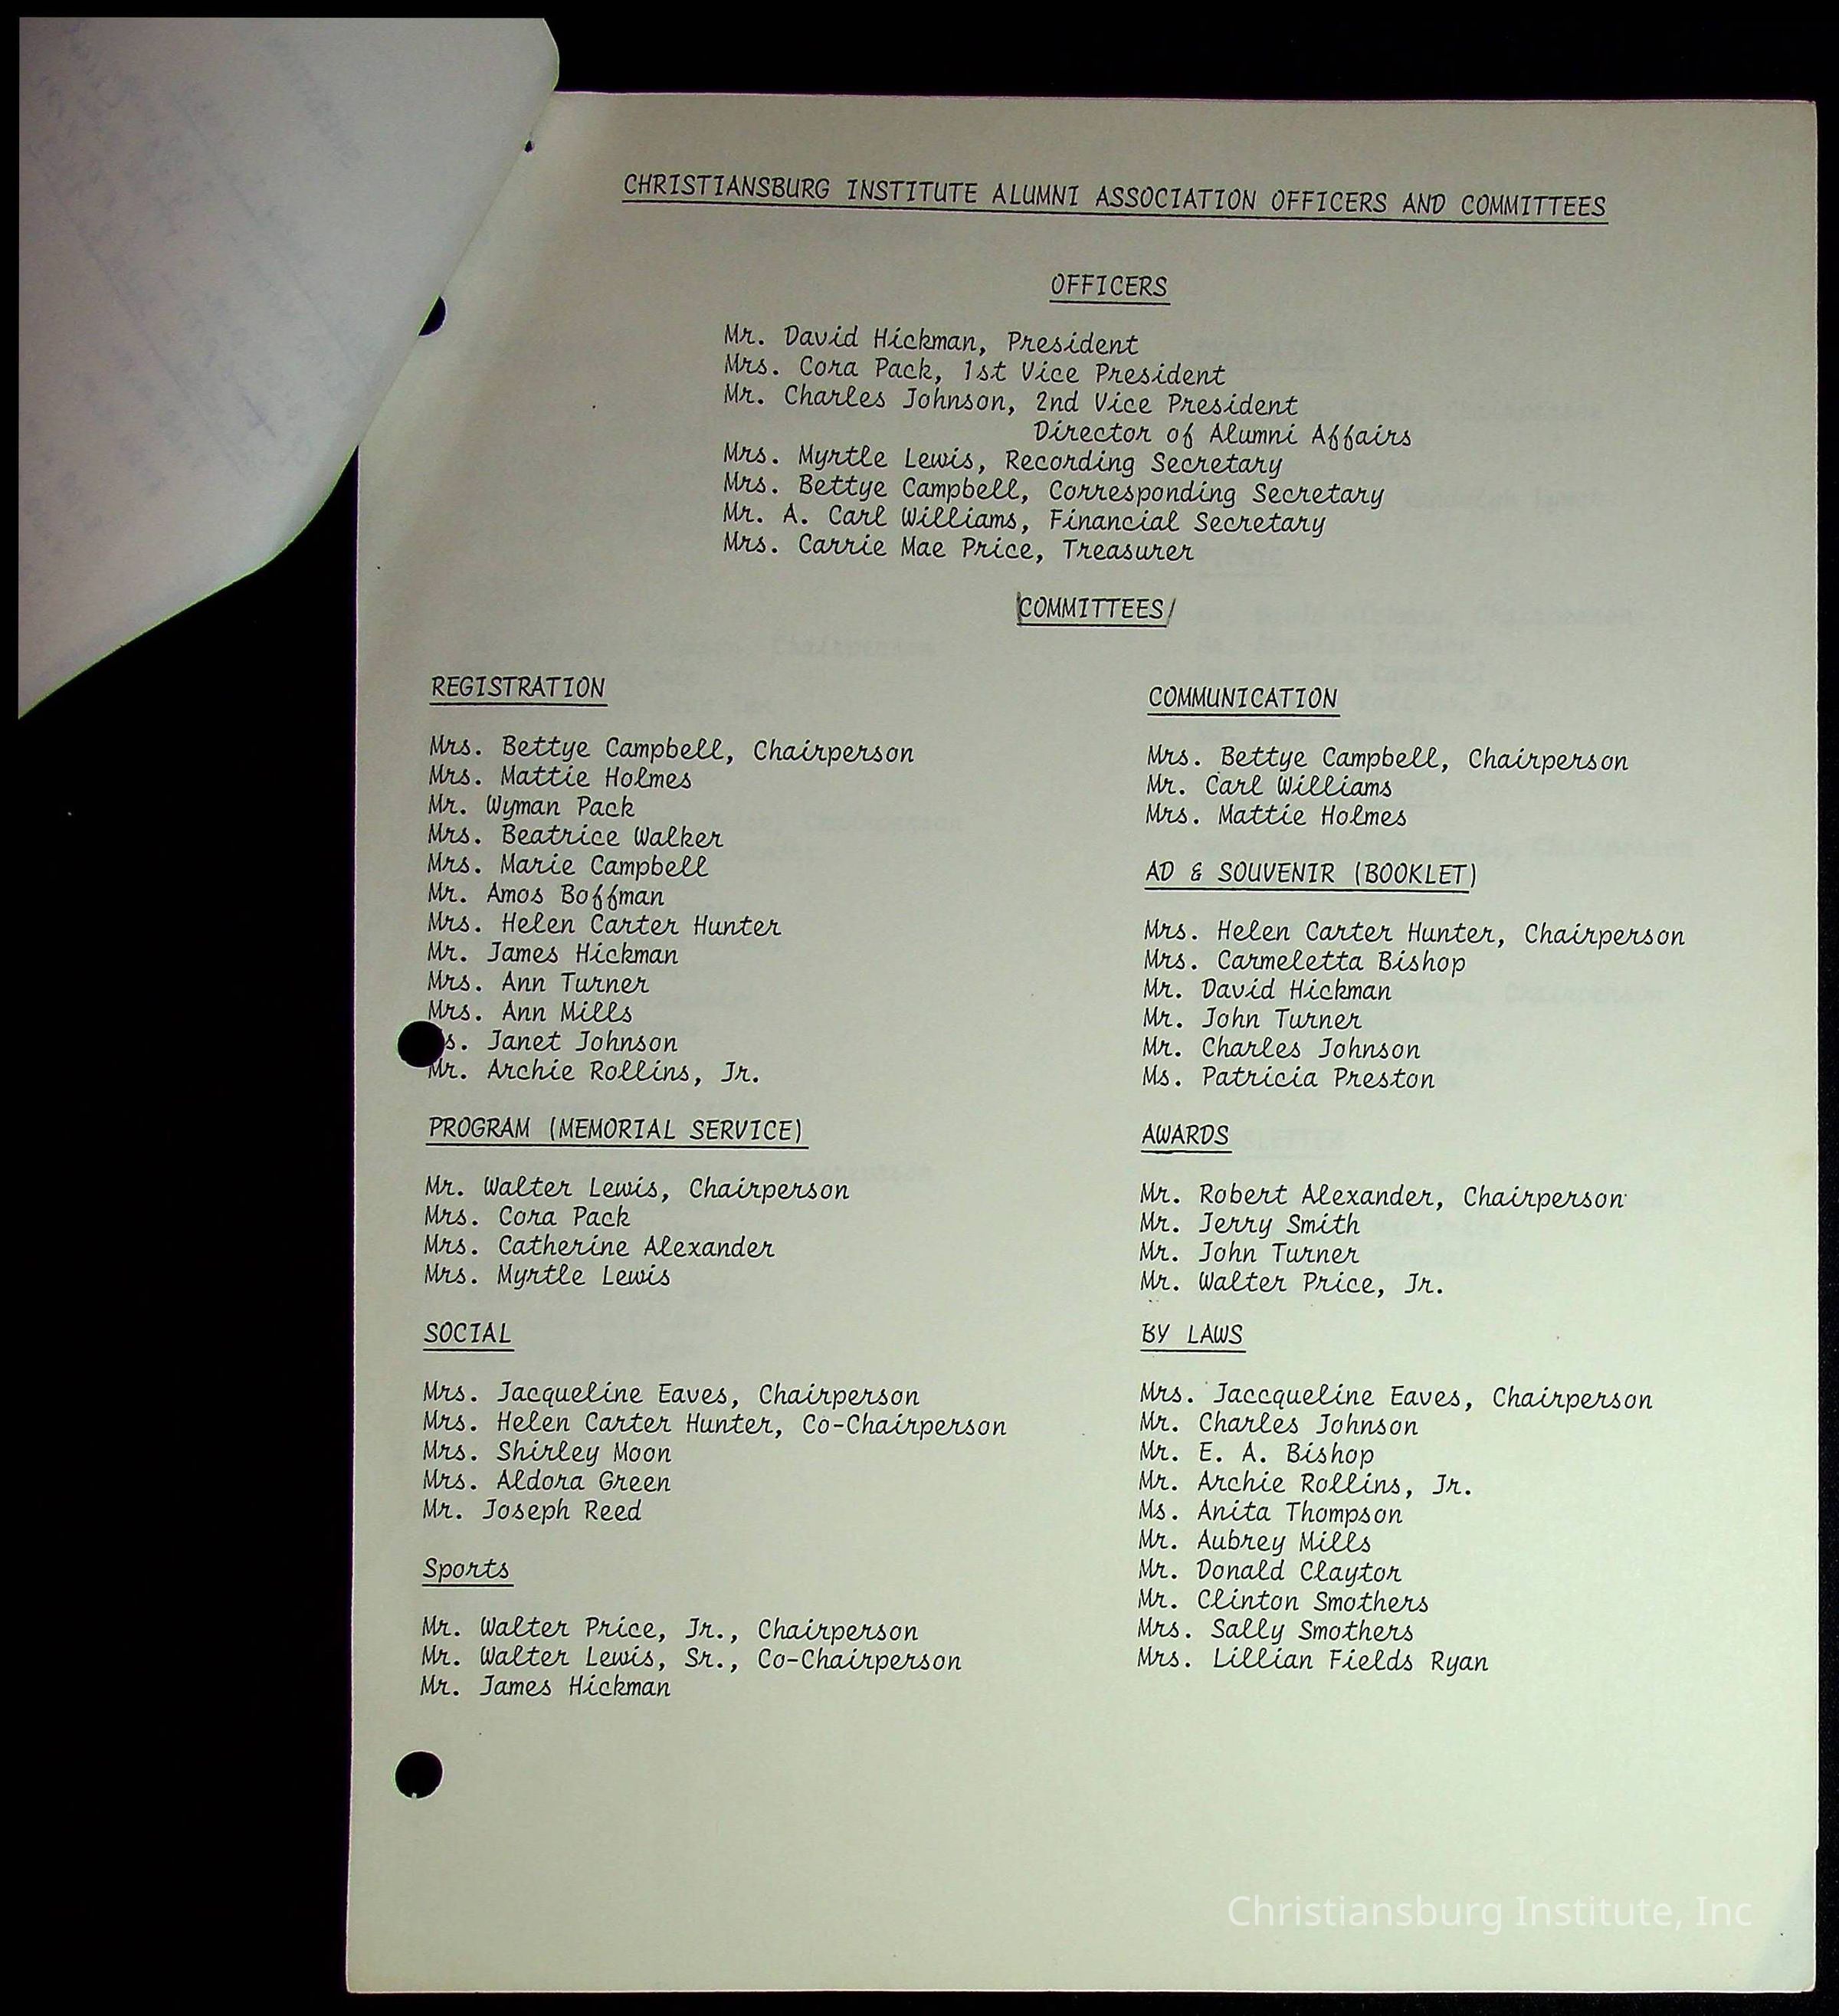 CHRISTIANSBURG INSTITUTE ALUMNI ASSOCIATION OFFICERS AND COMMITTEES
OFFICERS
Mr. David Hickman, President
Mrs. Cora Pack, 1st Vice President
Mr. Charles Johnson, 2nd Vice President
Director of Alumni Affairs
Mrs. Myrtle Lewis, Recording Secretary
Mrs. Bettye Campbell, Corresponding Secretary
Mr. A. Carl Williams, Financial Secretary
Mrs. Carrie Mae Price, Treasurer
COMMITTEES
REGISTRATION
Mrs. Bettye Campbell, Chairperson
Mrs. Mattie Holmes
Mr. Wyman Pack
Mrs. Beatrice Walker
Mrs. Marie Campbell
Mr. Amos Boffman
Mrs. Helen Carter Hunter
Mr. James Hickman
Mrs. Ann Turner
Mrs. Ann Mills
s. Janet Johnson
Mr. Archie Rollins, Jr.
PROGRAM (MEMORIAL SERVICE)
Mr. Walter Lewis, Chairperson
Mrs. Cora Pack
Mrs. Catherine Alexander
Mrs. Myrtle Lewis
SOCIAL
Mrs. Jacqueline Eaves, Chairperson
Mrs. Helen Carter Hunter, Co-Chairperson
Mrs. Shirley Moon
Mrs. Aldora Green
Mr. Joseph Reed
Sports
Mr. Walter Price, Jr., Chairperson
Mr. Walter Lewis, Sr., Co-Chairperson
Mr. James Hickman
COMMUNICATION
Mrs. Bettye Campbell, Chairperson
Mr. Carl Williams
Mrs. Mattie Holmes
AD & SOUVENIR (BOOKLET)
Mrs. Helen Carter Hunter, Chairperson
Mrs. Carmeletta Bishop
Mr. David Hickman
Mr. John Turner
Mr. Charles Johnson
Ms. Patricia Preston
AWARDS
Mr. Robert Alexander, Chairperson
Mr. Jerry Smith
Mr. John Turner
Mr. Walter Price, Jr.
BY LAWS
Mrs. Jaccqueline Eaves, Chairperson
Mr. Charles Johnson
Mr. E. A. Bishop
Mr. Archie Rollins, Jr.
Ms. Anita Thompson
Mr. Aubrey Mills
Mr. Donald Claytor
Mr. Clinton Smothers
Mrs. Sally Smothers
Mrs. Lillian Fields Ryan
Christiansburg Institute, Inc